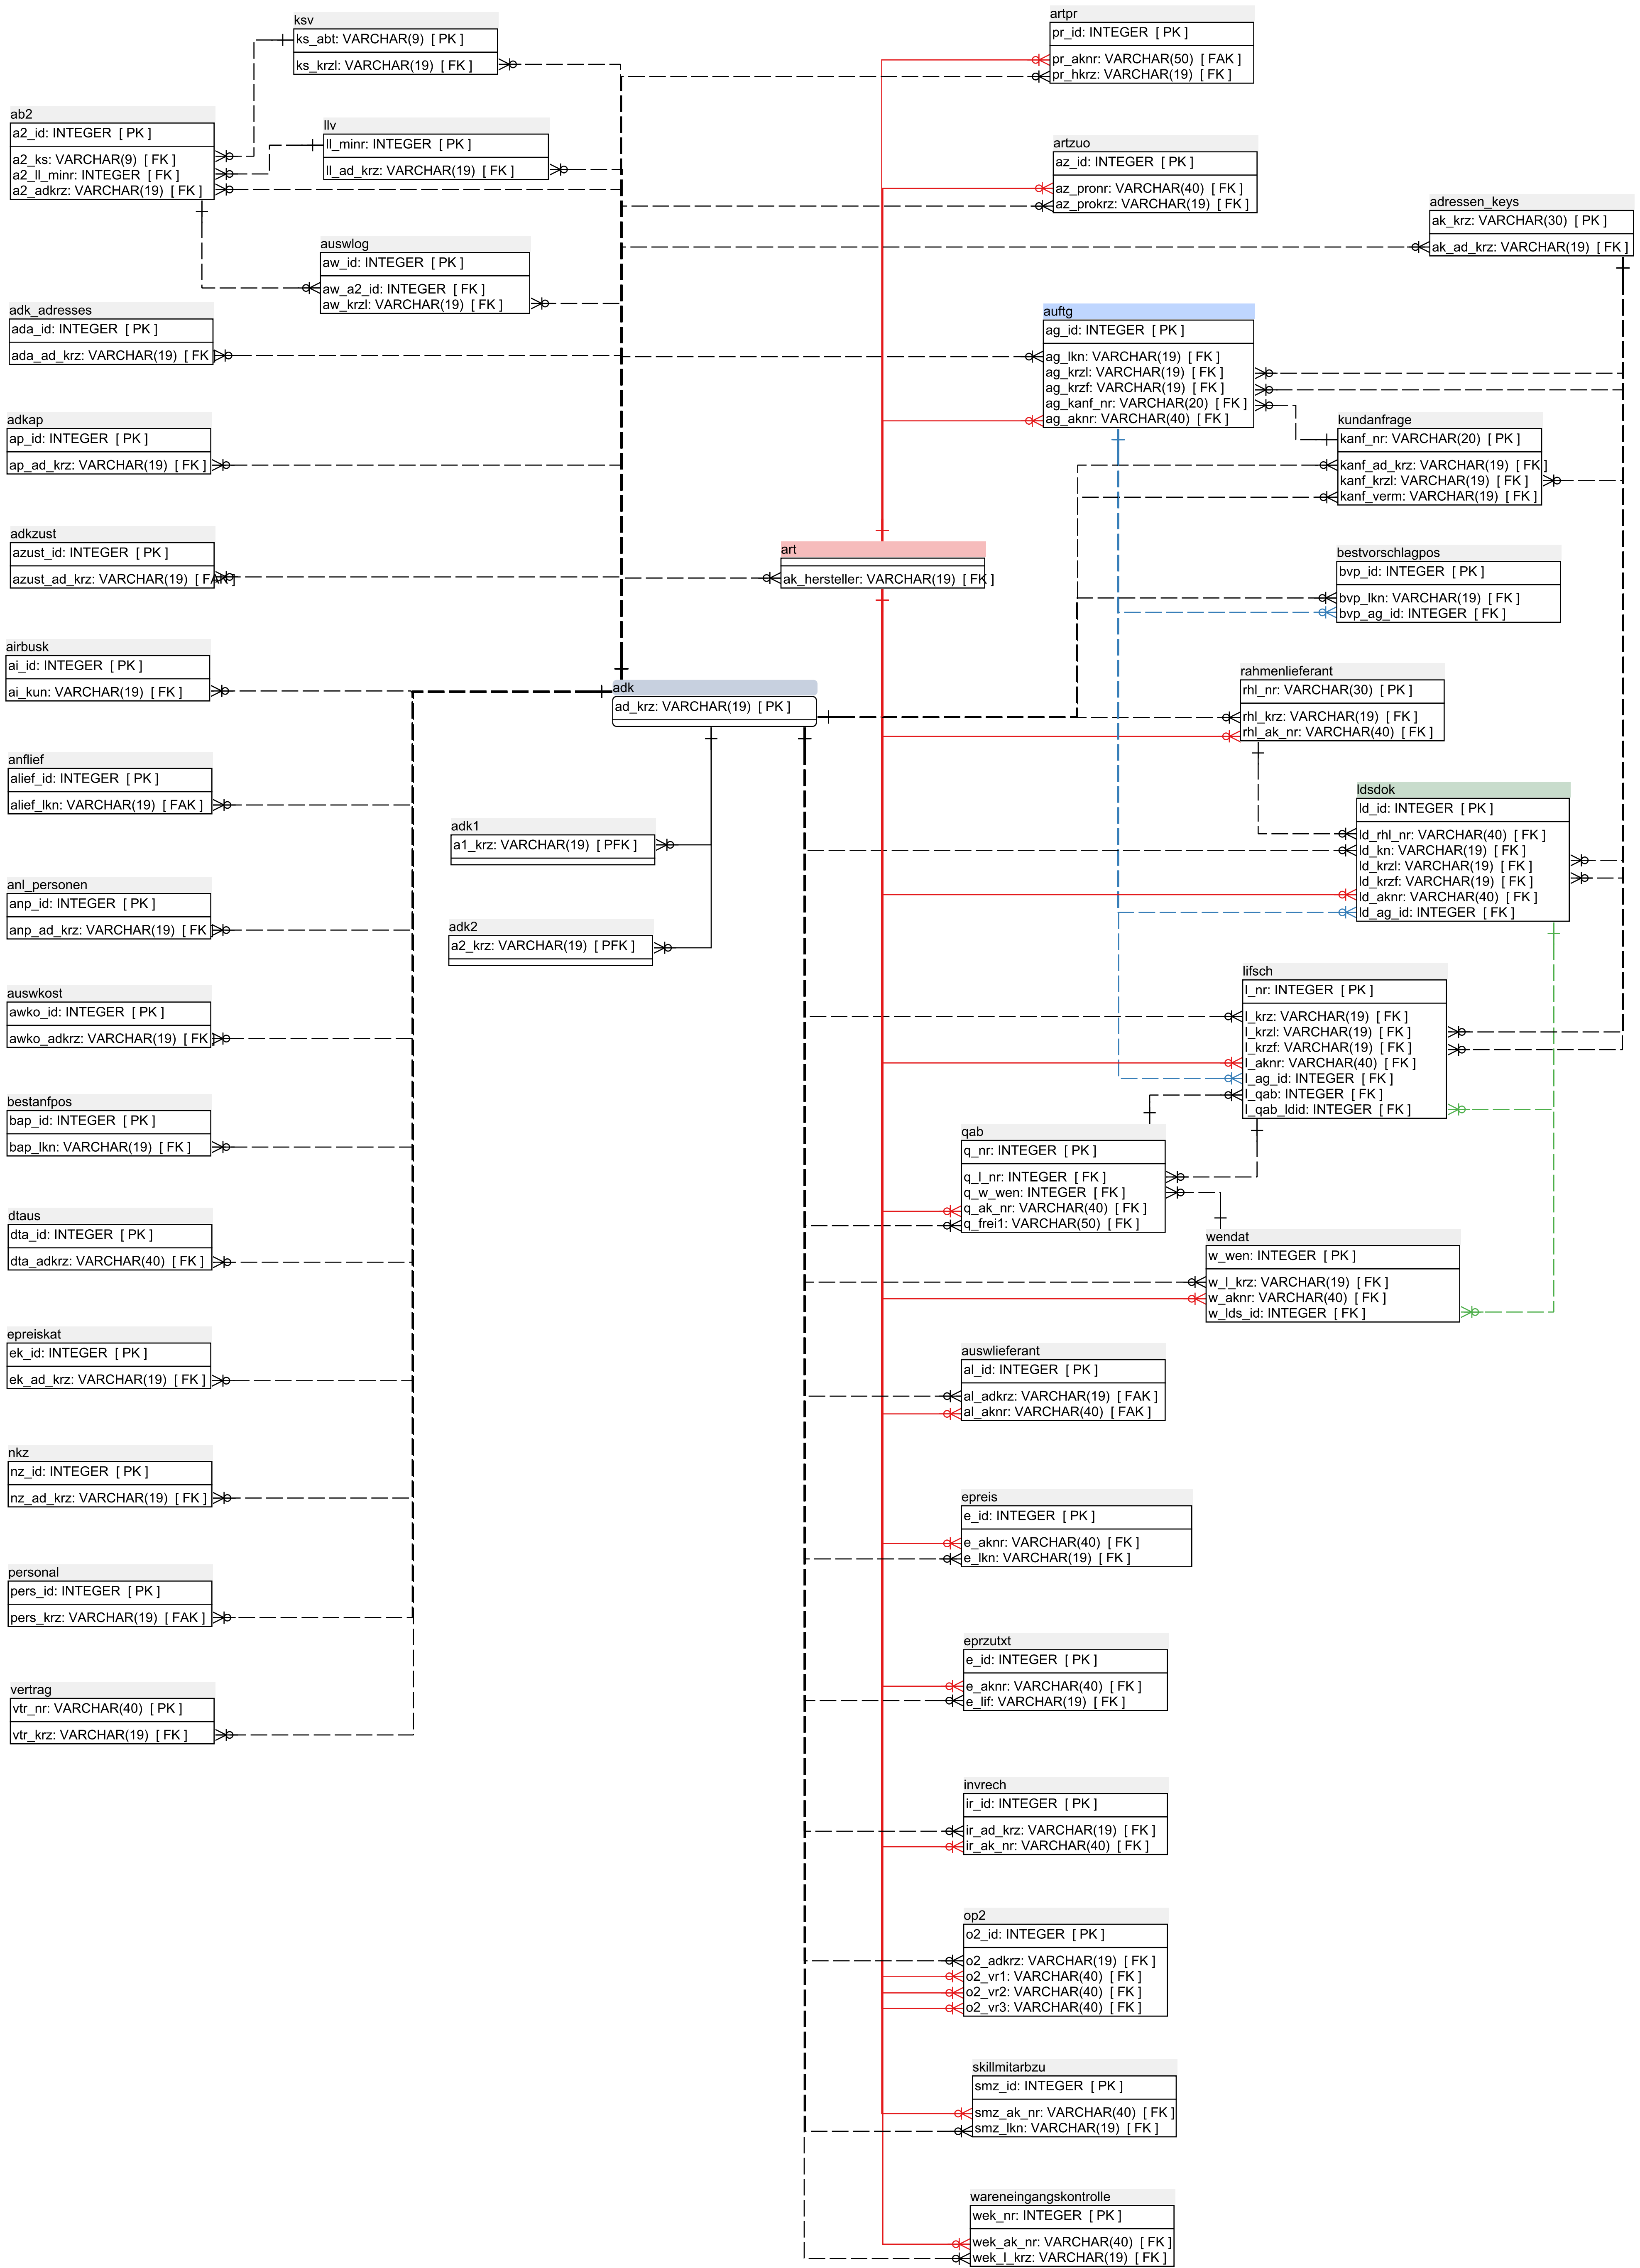 ksv
ks_abt: VARCHAR(9) [ PK ]
ks_krzl: VARCHAR(19) [ FK ]
artpr
pr_id: INTEGER [ PK ]
pr_aknr: VARCHAR(50) [ FAK ]
pr_hkrz: VARCHAR(19) [ FK ]
ab2
a2_id: INTEGER [ PK ]
a2_ks: VARCHAR(9) [ FK ]
a2_ll_minr: INTEGER [ FK ]
a2_adkrz: VARCHAR(19) [ FK ]
llv
ll_minr: INTEGER [ PK ]
ll_ad_krz: VARCHAR(19) [ FK ]
artzuo
az_id: INTEGER [ PK ]
az_pronr: VARCHAR(40) [ FK ]
az_prokrz: VARCHAR(19) [ FK ]
adressen_keys
ak_krz: VARCHAR(30) [ PK ]
ak_ad_krz: VARCHAR(19) [ FK ]
auswlog
aw_id: INTEGER [ PK ]
aw_a2_id: INTEGER [ FK ]
aw_krzl: VARCHAR(19) [ FK ]
adk_adresses
ada_id: INTEGER [ PK ]
ada_ad_krz: VARCHAR(19) [ FK ]
auftg
ag_id: INTEGER [ PK ]
ag_lkn: VARCHAR(19) [ FK ]
ag_krzl: VARCHAR(19) [ FK ]
ag_krzf: VARCHAR(19) [ FK ]
ag_kanf_nr: VARCHAR(20) [ FK ]
ag_aknr: VARCHAR(40) [ FK ]
adkap
ap_id: INTEGER [ PK ]
ap_ad_krz: VARCHAR(19) [ FK ]
kundanfrage
kanf_nr: VARCHAR(20) [ PK ]
kanf_ad_krz: VARCHAR(19) [ FK ]
kanf_krzl: VARCHAR(19) [ FK ]
kanf_verm: VARCHAR(19) [ FK ]
adkzust
azust_id: INTEGER [ PK ]
azust_ad_krz: VARCHAR(19) [ FAK ]
art
ak_hersteller: VARCHAR(19) [ FK ]
bestvorschlagpos
bvp_id: INTEGER [ PK ]
bvp_lkn: VARCHAR(19) [ FK ]
bvp_ag_id: INTEGER [ FK ]
airbusk
ai_id: INTEGER [ PK ]
ai_kun: VARCHAR(19) [ FK ]
adk
ad_krz: VARCHAR(19) [ PK ]
rahmenlieferant
rhl_nr: VARCHAR(30) [ PK ]
rhl_krz: VARCHAR(19) [ FK ]
rhl_ak_nr: VARCHAR(40) [ FK ]
anflief
alief_id: INTEGER [ PK ]
alief_lkn: VARCHAR(19) [ FAK ]
ldsdok
ld_id: INTEGER [ PK ]
ld_rhl_nr: VARCHAR(40) [ FK ]
ld_kn: VARCHAR(19) [ FK ]
ld_krzl: VARCHAR(19) [ FK ]
ld_krzf: VARCHAR(19) [ FK ]
ld_aknr: VARCHAR(40) [ FK ]
ld_ag_id: INTEGER [ FK ]
adk1
a1_krz: VARCHAR(19) [ PFK ]
anl_personen
anp_id: INTEGER [ PK ]
anp_ad_krz: VARCHAR(19) [ FK ]
adk2
a2_krz: VARCHAR(19) [ PFK ]
auswkost
awko_id: INTEGER [ PK ]
awko_adkrz: VARCHAR(19) [ FK ]
lifsch
l_nr: INTEGER [ PK ]
l_krz: VARCHAR(19) [ FK ]
l_krzl: VARCHAR(19) [ FK ]
l_krzf: VARCHAR(19) [ FK ]
l_aknr: VARCHAR(40) [ FK ]
l_ag_id: INTEGER [ FK ]
l_qab: INTEGER [ FK ]
l_qab_ldid: INTEGER [ FK ]
bestanfpos
bap_id: INTEGER [ PK ]
bap_lkn: VARCHAR(19) [ FK ]
qab
q_nr: INTEGER [ PK ]
q_l_nr: INTEGER [ FK ]
q_w_wen: INTEGER [ FK ]
q_ak_nr: VARCHAR(40) [ FK ]
q_frei1: VARCHAR(50) [ FK ]
dtaus
dta_id: INTEGER [ PK ]
dta_adkrz: VARCHAR(40) [ FK ]
wendat
w_wen: INTEGER [ PK ]
w_l_krz: VARCHAR(19) [ FK ]
w_aknr: VARCHAR(40) [ FK ]
w_lds_id: INTEGER [ FK ]
epreiskat
ek_id: INTEGER [ PK ]
ek_ad_krz: VARCHAR(19) [ FK ]
auswlieferant
al_id: INTEGER [ PK ]
al_adkrz: VARCHAR(19) [ FAK ]
al_aknr: VARCHAR(40) [ FAK ]
nkz
nz_id: INTEGER [ PK ]
nz_ad_krz: VARCHAR(19) [ FK ]
epreis
e_id: INTEGER [ PK ]
e_aknr: VARCHAR(40) [ FK ]
e_lkn: VARCHAR(19) [ FK ]
personal
pers_id: INTEGER [ PK ]
pers_krz: VARCHAR(19) [ FAK ]
eprzutxt
e_id: INTEGER [ PK ]
e_aknr: VARCHAR(40) [ FK ]
e_lif: VARCHAR(19) [ FK ]
vertrag
vtr_nr: VARCHAR(40) [ PK ]
vtr_krz: VARCHAR(19) [ FK ]
invrech
ir_id: INTEGER [ PK ]
ir_ad_krz: VARCHAR(19) [ FK ]
ir_ak_nr: VARCHAR(40) [ FK ]
op2
o2_id: INTEGER [ PK ]
o2_adkrz: VARCHAR(19) [ FK ]
o2_vr1: VARCHAR(40) [ FK ]
o2_vr2: VARCHAR(40) [ FK ]
o2_vr3: VARCHAR(40) [ FK ]
skillmitarbzu
smz_id: INTEGER [ PK ]
smz_ak_nr: VARCHAR(40) [ FK ]
smz_lkn: VARCHAR(19) [ FK ]
wareneingangskontrolle
wek_nr: INTEGER [ PK ]
wek_ak_nr: VARCHAR(40) [ FK ]
wek_l_krz: VARCHAR(19) [ FK ]